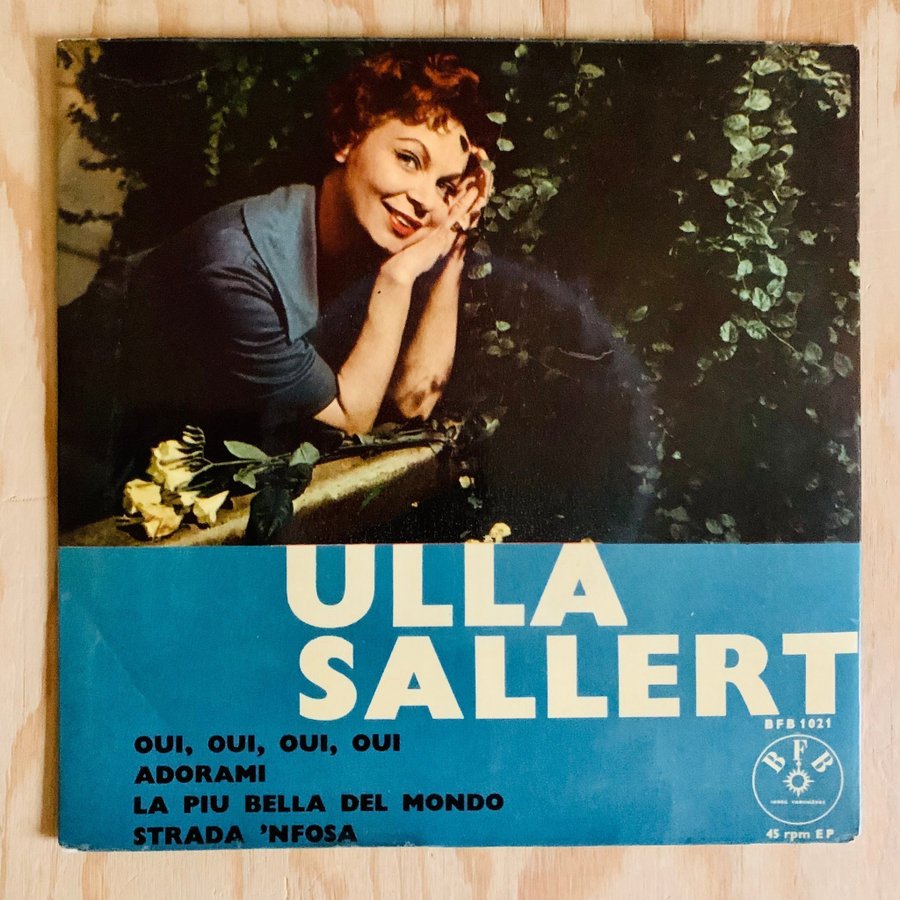 ULLA
SALLERT
OUI, OUI, OUI, OUI
ADORAMI
LA PIU BELLA DEL MONDO
STRADA 'NFOSA
BFB 1021
BFB
45 rpm EP